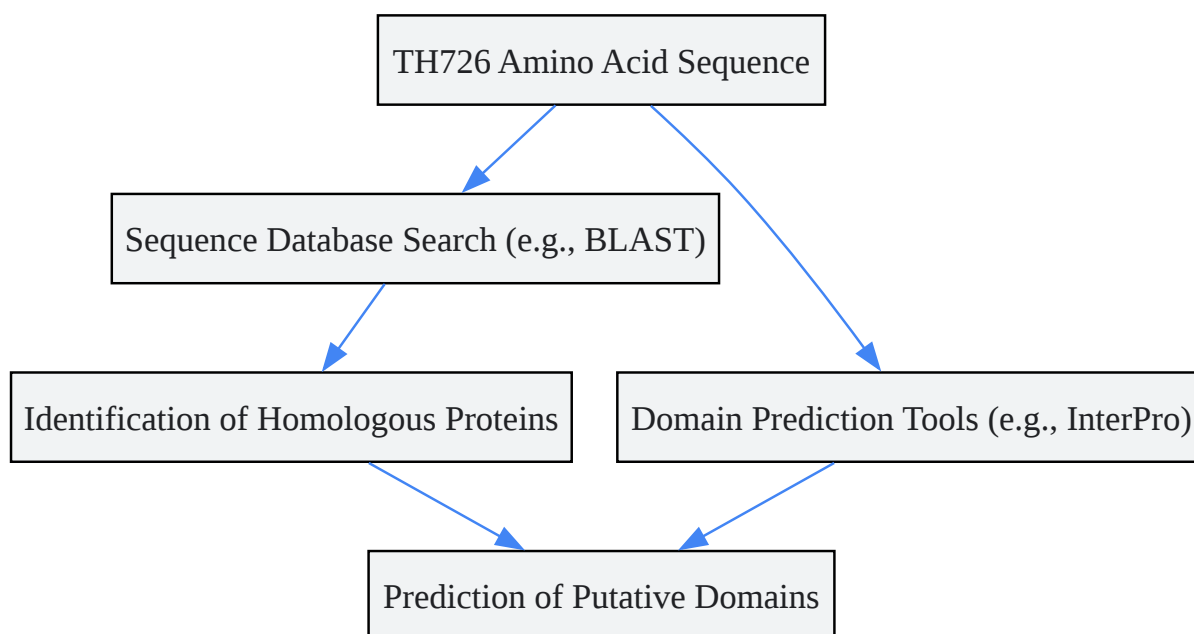 TH726 Amino Acid Sequence
Sequence Database Search (e.g., BLAST)
Identification of Homologous Proteins
Domain Prediction Tools (e.g., InterPro)
Prediction of Putative Domains